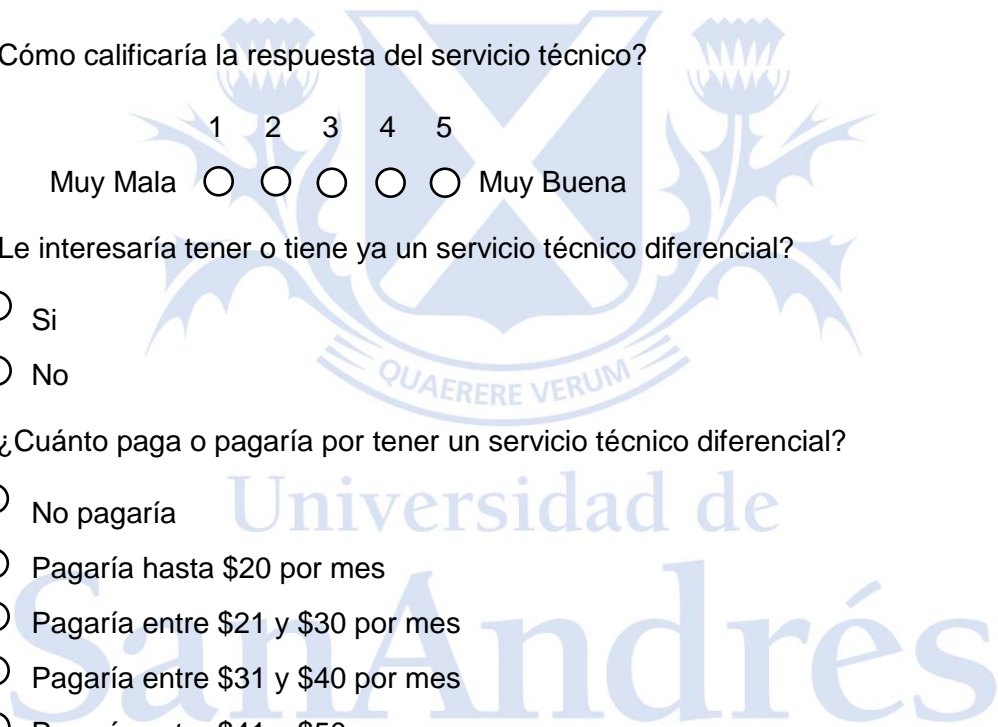 Cómo calificaría la respuesta del servicio técnico?
1 2 3 4 5
Muy Mala Muy Buena
Le interesaría tener o tiene ya un servicio técnico diferencial?
Si
No
QUAERERE VERUM
¿Cuánto paga o pagaría por tener un servicio técnico diferencial?
Universidad de
No pagaría
Pagaría hasta $20 por mes
SanAndrés
Pagaría entre $21 y $30 por mes
Pagaría entre $31 y $40 por mes